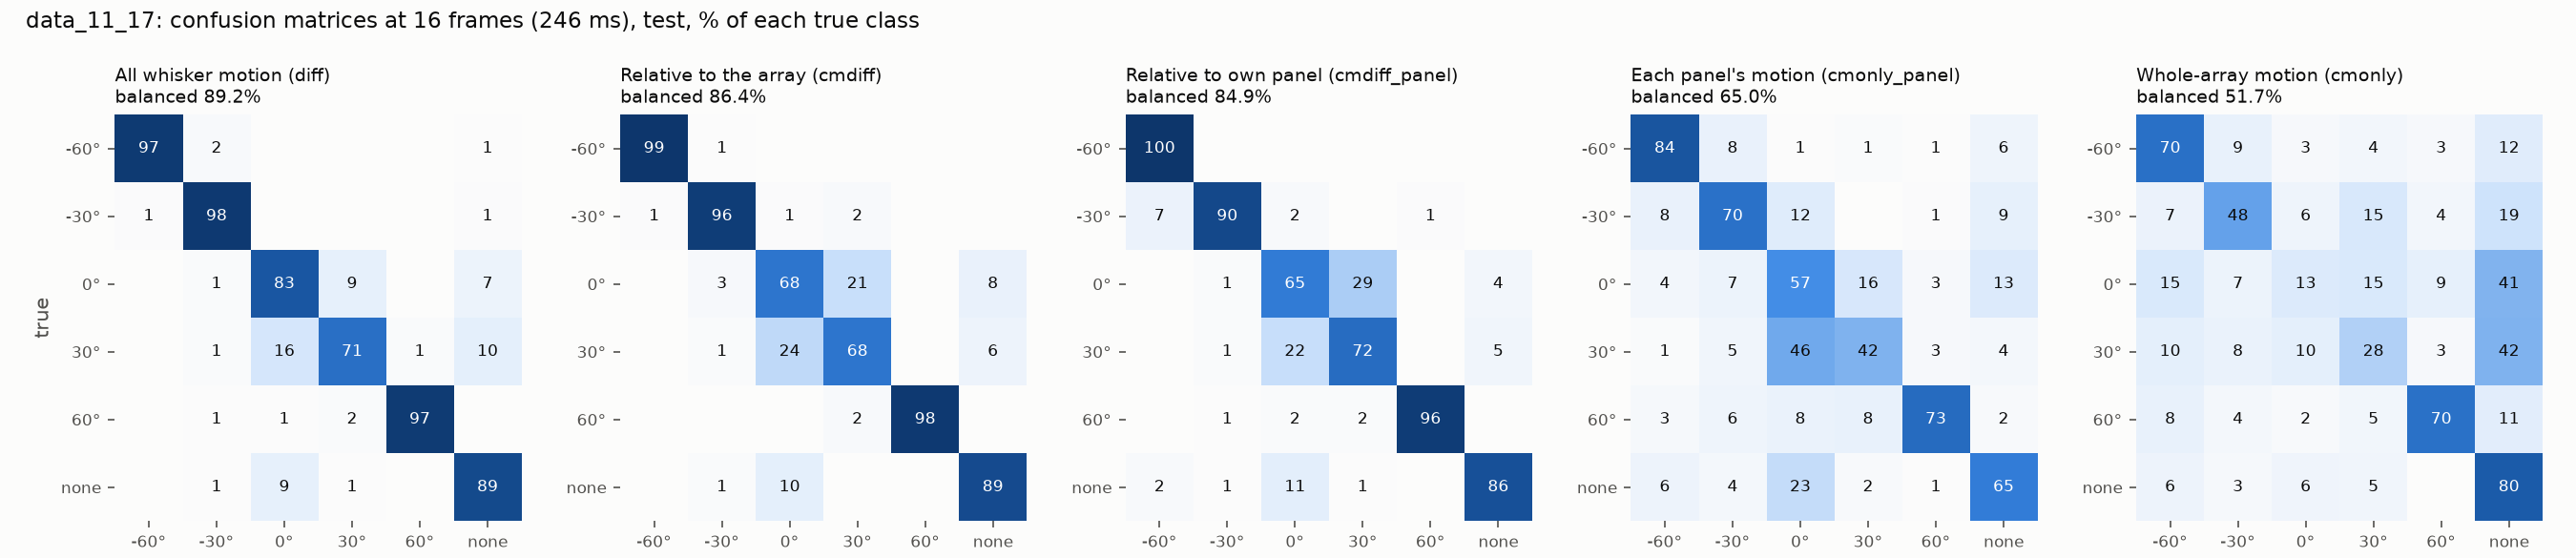 data_11_17: confusion matrices at 16 frames (246 ms), test, % of each true class
All whisker motion (diff)
balanced 89.2%
true
-60° 97 2 1
-30° 1 98 1
0° 1 83 9 7
30° 1 16 71 1 10
60° 1 1 2 97
none 1 9 1 89
-60° -30° 0° 30° 60° none
Relative to the array (cmdiff)
balanced 86.4%
-60° 99 1
-30° 1 96 1 2
0° 3 68 21 8
30° 1 24 68 6
60° 2 98
none 1 10 89
-60° -30° 0° 30° 60° none
Relative to own panel (cmdiff_panel)
balanced 84.9%
-60° 100
-30° 7 90 2 1
0° 1 65 29 4
30° 1 22 72 5
60° 1 2 2 96
none 2 1 11 1 86
-60° -30° 0° 30° 60° none
Each panel's motion (cmonly_panel)
balanced 65.0%
-60° 84 8 1 1 1 6
-30° 8 70 12 1 9
0° 4 7 57 16 3 13
30° 1 5 46 42 3 4
60° 3 6 8 8 73 2
none 6 4 23 2 1 65
-60° -30° 0° 30° 60° none
Whole-array motion (cmonly)
balanced 51.7%
-60° 70 9 3 4 3 12
-30° 7 48 6 15 4 19
0° 15 7 13 15 9 41
30° 10 8 10 28 3 42
60° 8 4 2 5 70 11
none 6 3 6 5 80
-60° -30° 0° 30° 60° none